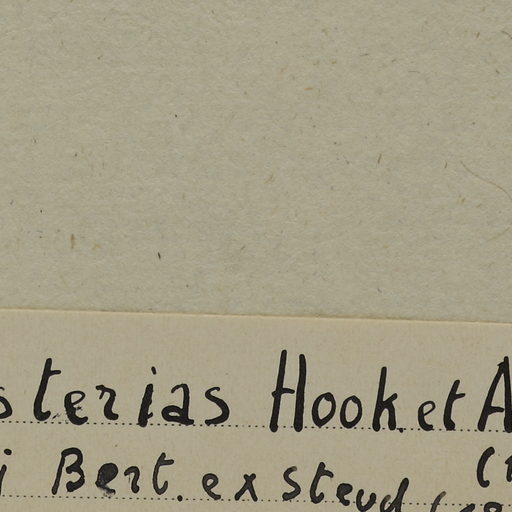 sterias Hook. et A
i Bert. ex Steud (